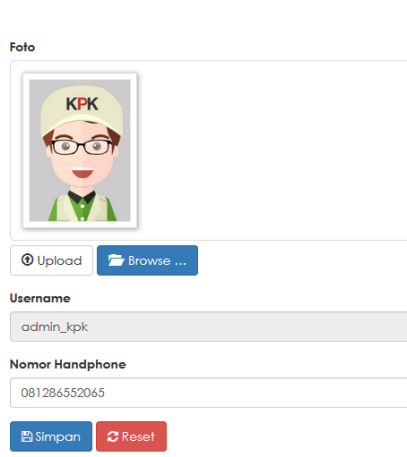 Foto
KPK
Upload
Browse ...
Username
admin_kpk
Nomor Handphone
081286552065
Simpan
Reset